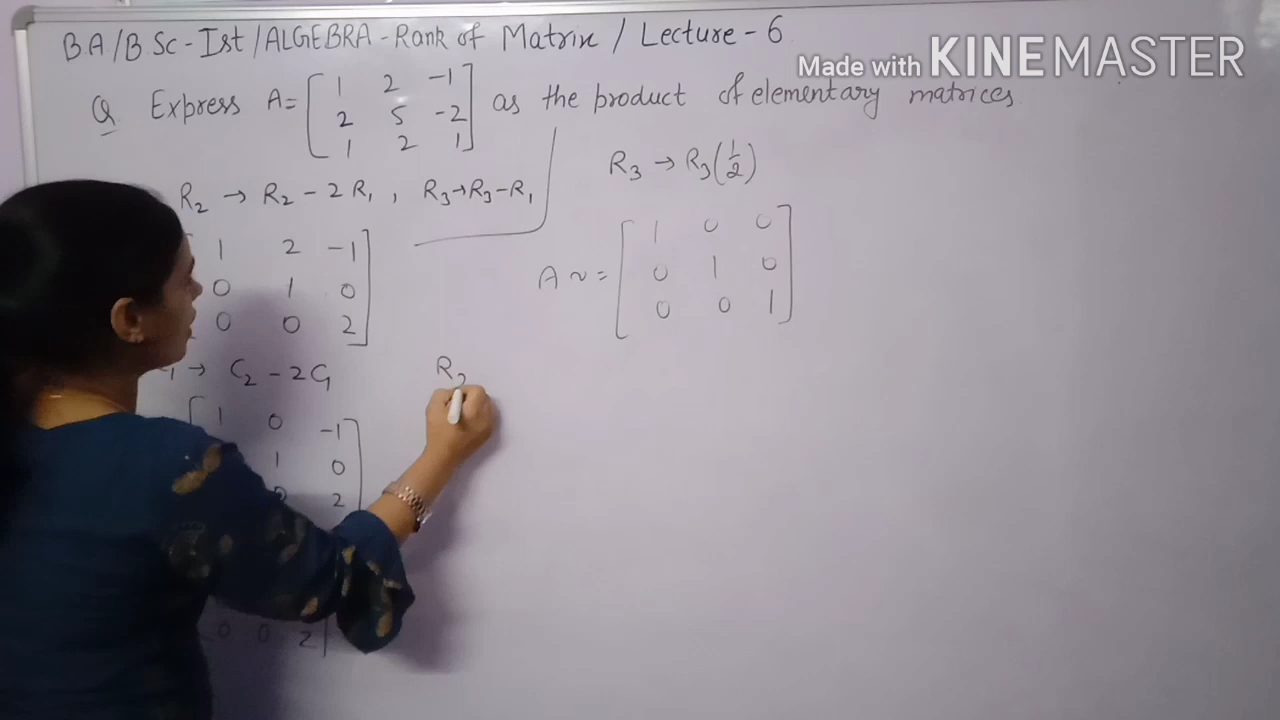 BA/BSc-Ist/ALGEBRA-Rank of Matrix / Lecture-6
Made with KINEMASTER
Q Express A = [ 1 2 -1
2 5 -2
1 2 1 ] as the product of elementary matrices.
R₂ → R₂ - 2R₁ , R₃→R₃-R₁
1 2 -1
0 1 0
0 0 2
→ C₂ - 2C₁
1 0 -1
1 0
0 2
0 0 2
R₃ → R₃(1/2)
A ~ = [ 1 0 0
0 1 0
0 0 1 ]
R₂